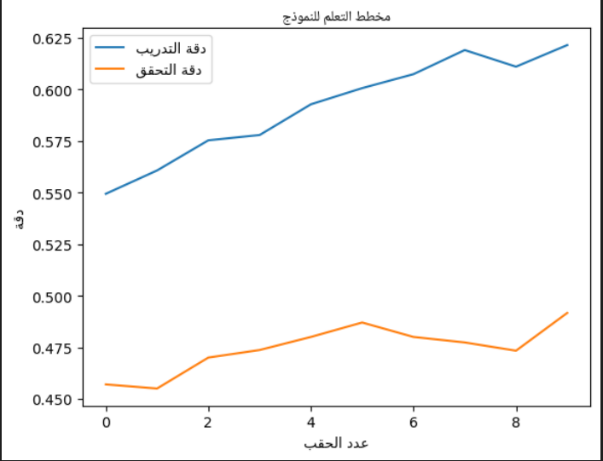 مخطط التعلم للنموذج
دقة التدريب
دقة التحقق
0.625
0.600
0.575
0.550
0.525
0.500
0.475
0.450
دقة
0 2 4 6 8
عدد الحقب